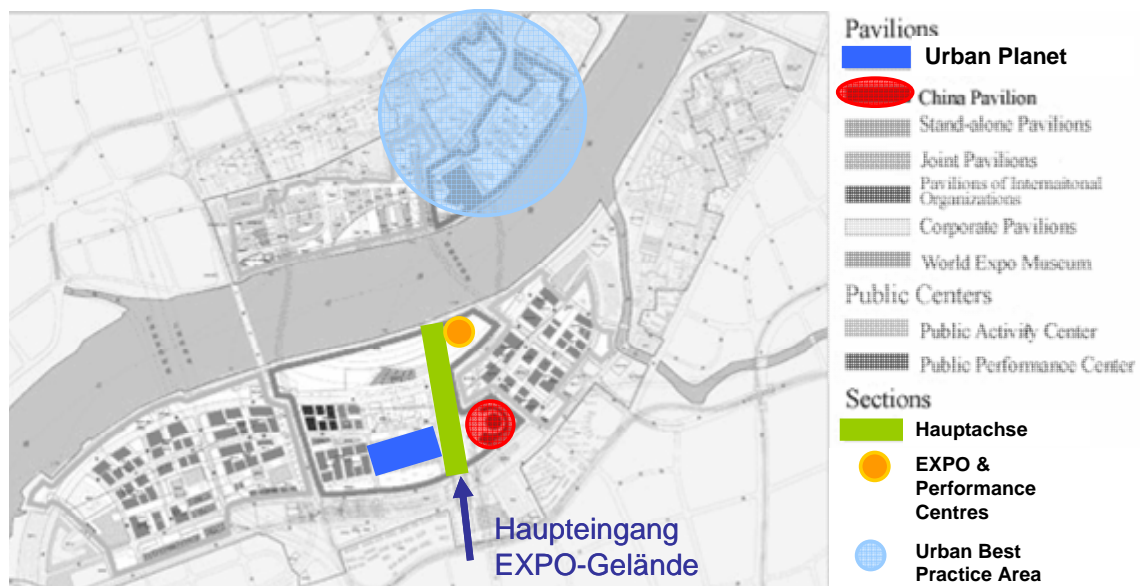 Pavilions
Urban Planet
China Pavilion
Stand-alone Pavilions
Joint Pavilions
Pavilions of Internaitonal
Organizations
Corporate Pavilions
World Expo Museum
Public Centers
Public Activity Center
Public Performance Center
Sections
Hauptachse
EXPO &
Performance
Centres
Urban Best
Practice Area
Haupteingang
EXPO-Gelände